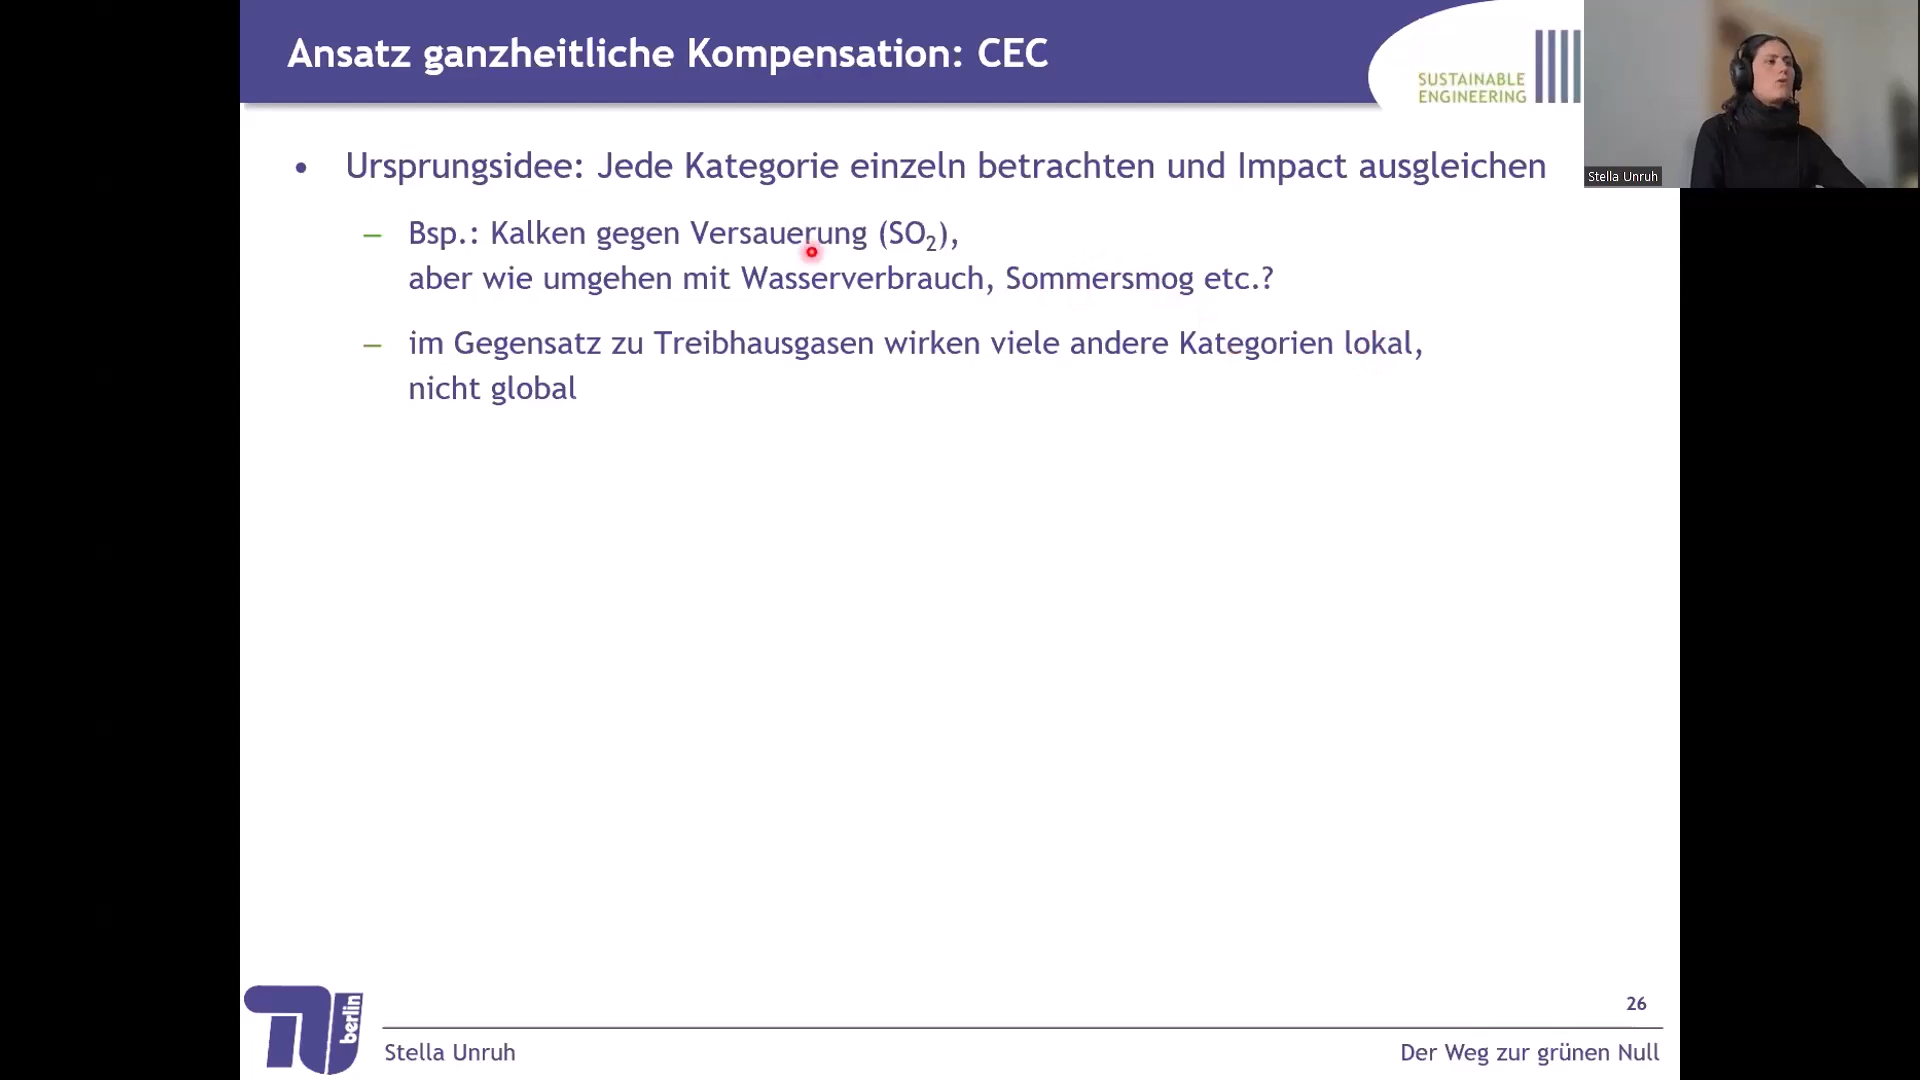 Ansatz ganzheitliche Kompensation: CEC
SUSTAINABLE
ENGINEERING
Stella Unruh
• Ursprungsidee: Jede Kategorie einzeln betrachten und Impact ausgleichen
– Bsp.: Kalken gegen Versauerung (SO₂),
aber wie umgehen mit Wasserverbrauch, Sommersmog etc.?
– im Gegensatz zu Treibhausgasen wirken viele andere Kategorien lokal,
nicht global
berlin
26
Stella Unruh
Der Weg zur grünen Null